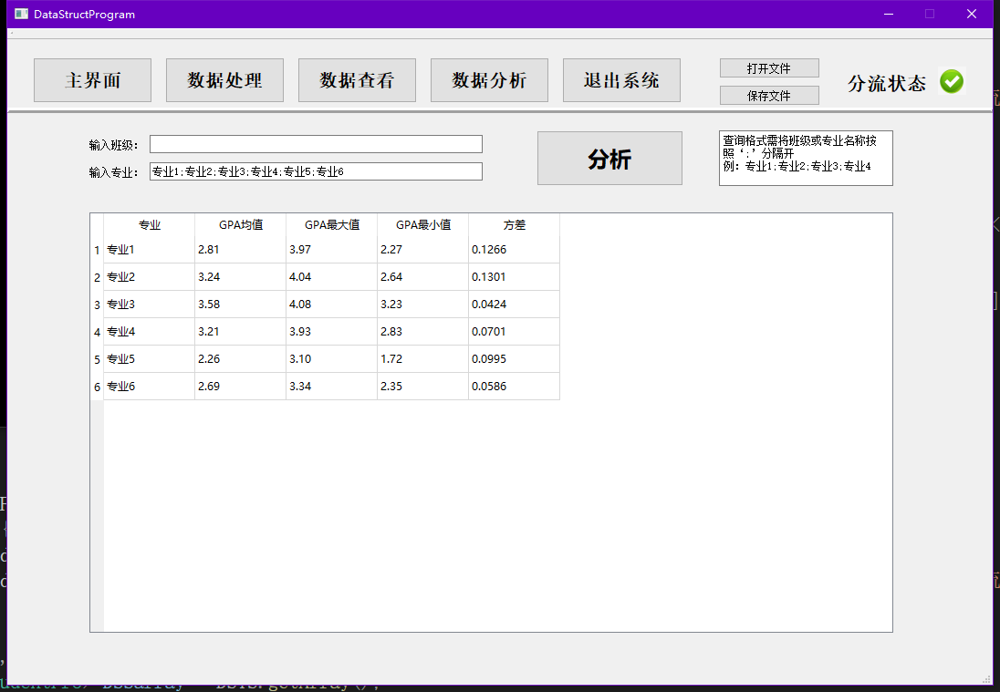 DataStructProgram
主界面 数据处理 数据查看 数据分析 退出系统
打开文件
保存文件
分流状态
输入班级：
输入专业： 专业1;专业2;专业3;专业4;专业5;专业6
分析
查询格式需将班级或专业名称按
照‘;’分隔开
例：专业1;专业2;专业3;专业4
专业 GPA均值 GPA最大值 GPA最小值 方差
1 专业1 2.81 3.97 2.27 0.1266
2 专业2 3.24 4.04 2.64 0.1301
3 专业3 3.58 4.08 3.23 0.0424
4 专业4 3.21 3.93 2.83 0.0701
5 专业5 2.26 3.10 1.72 0.0995
6 专业6 2.69 3.34 2.35 0.0586